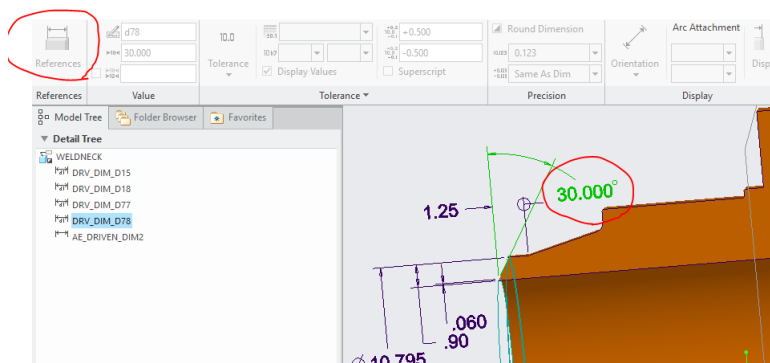 d78
10.0
+0.500
Round Dimension
Arc Attachment
References
30.000
Tolerance
-0.500
0.123
Orientation
Disp
Display Values
Superscript
Same As Dim
References
Value
Tolerance
Precision
Display
Model Tree
Folder Browser
Favorites
Detail Tree
WELDNECK
DRV_DIM_D15
DRV_DIM_D18
DRV_DIM_D77
DRV_DIM_D78
AE_DRIVEN_DIM2
30.000°
1.25
.060
.90
Ø 10.795